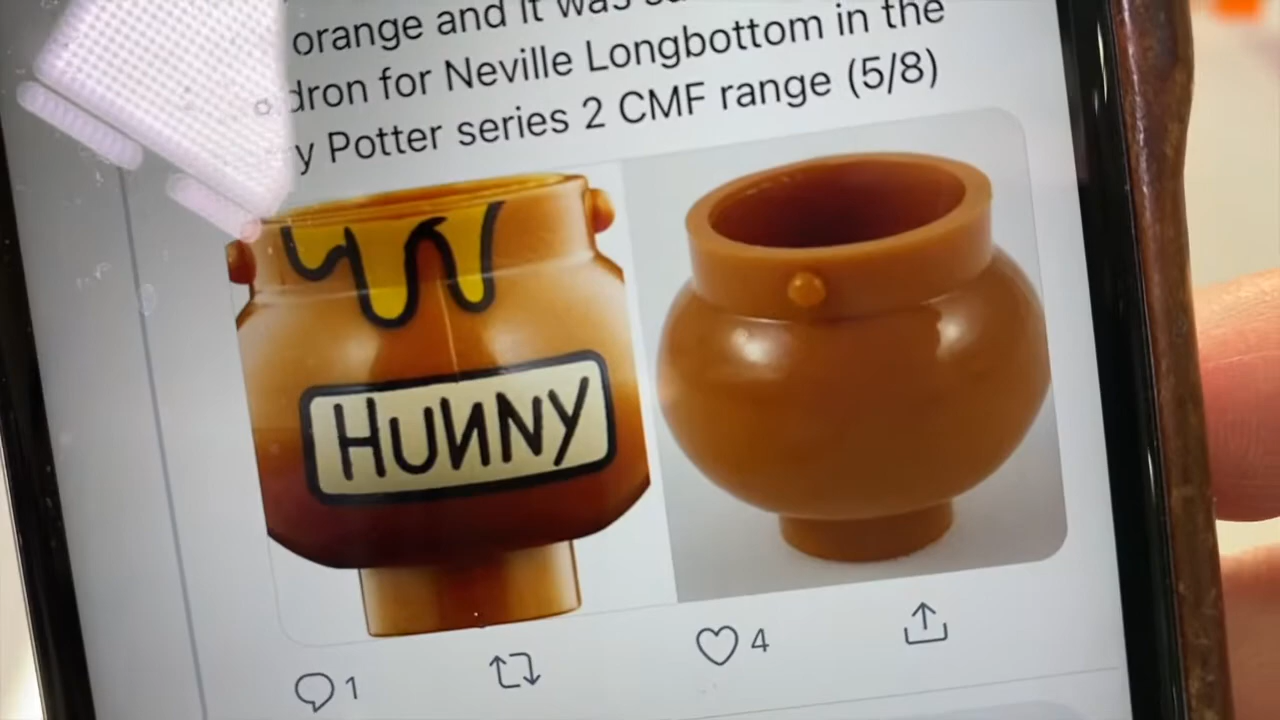 orange and it was
dron for Neville Longbottom in the
y Potter series 2 CMF range (5/8)
HUИNY
1
4